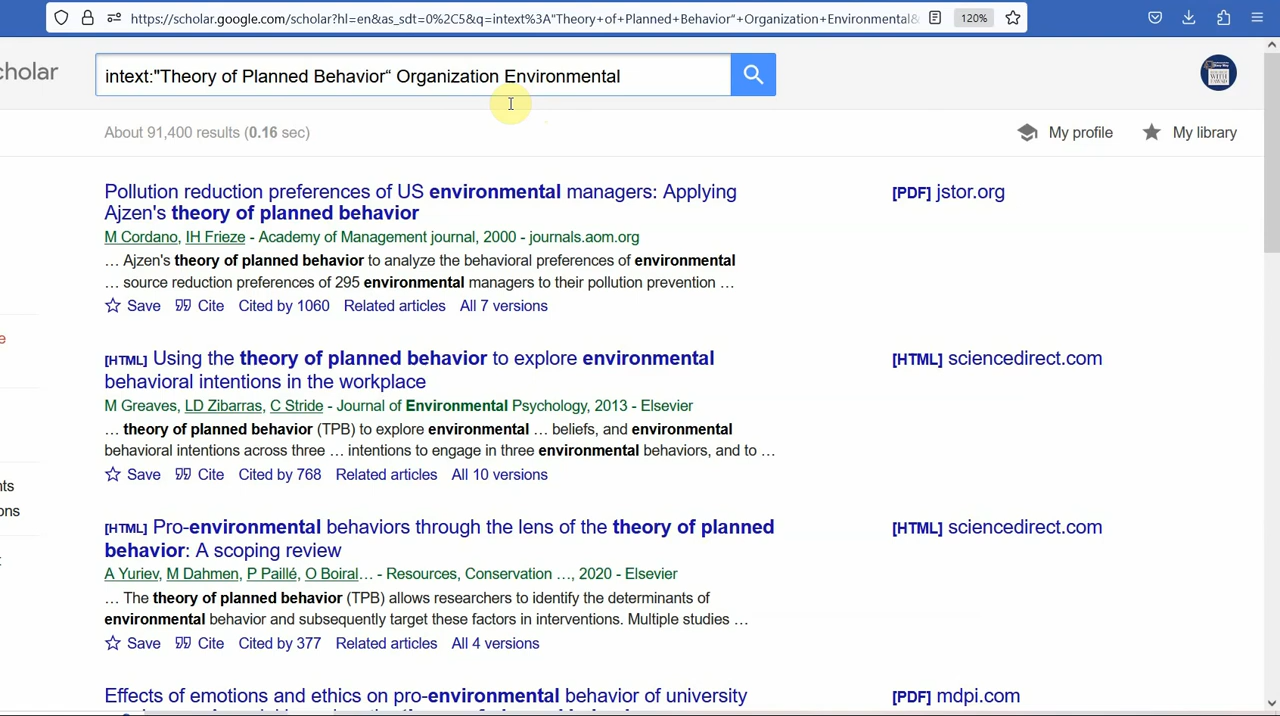 https://scholar.google.com/scholar?hl=en&as_sdt=0%2C5&q=intext%3A"Theory+of+Planned+Behavior"+Organization+Environmental&
120%
cholar
intext:"Theory of Planned Behavior“ Organization Environmental
About 91,400 results (0.16 sec)
My profile
My library
Pollution reduction preferences of US environmental managers: Applying
Ajzen's theory of planned behavior
[PDF] jstor.org
M Cordano, IH Frieze - Academy of Management journal, 2000 - journals.aom.org
… Ajzen's theory of planned behavior to analyze the behavioral preferences of environmental
… source reduction preferences of 295 environmental managers to their pollution prevention …
Save Cite Cited by 1060 Related articles All 7 versions
[HTML] Using the theory of planned behavior to explore environmental
behavioral intentions in the workplace
[HTML] sciencedirect.com
M Greaves, LD Zibarras, C Stride - Journal of Environmental Psychology, 2013 - Elsevier
… theory of planned behavior (TPB) to explore environmental … beliefs, and environmental
behavioral intentions across three … intentions to engage in three environmental behaviors, and to …
Save Cite Cited by 768 Related articles All 10 versions
[HTML] Pro-environmental behaviors through the lens of the theory of planned
behavior: A scoping review
[HTML] sciencedirect.com
A Yuriev, M Dahmen, P Paillé, O Boiral… - Resources, Conservation …, 2020 - Elsevier
… The theory of planned behavior (TPB) allows researchers to identify the determinants of
environmental behavior and subsequently target these factors in interventions. Multiple studies …
Save Cite Cited by 377 Related articles All 4 versions
Effects of emotions and ethics on pro-environmental behavior of university
[PDF] mdpi.com
e
nts
ons